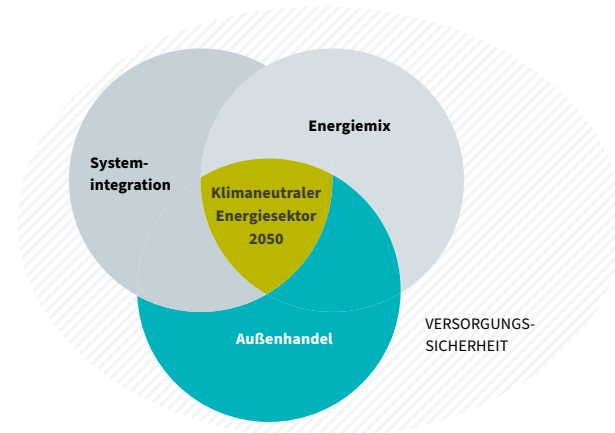 Energiemix
System-
integration
Klimaneutraler
Energiesektor
2050
Außenhandel
VERSORGUNGS-
SICHERHEIT